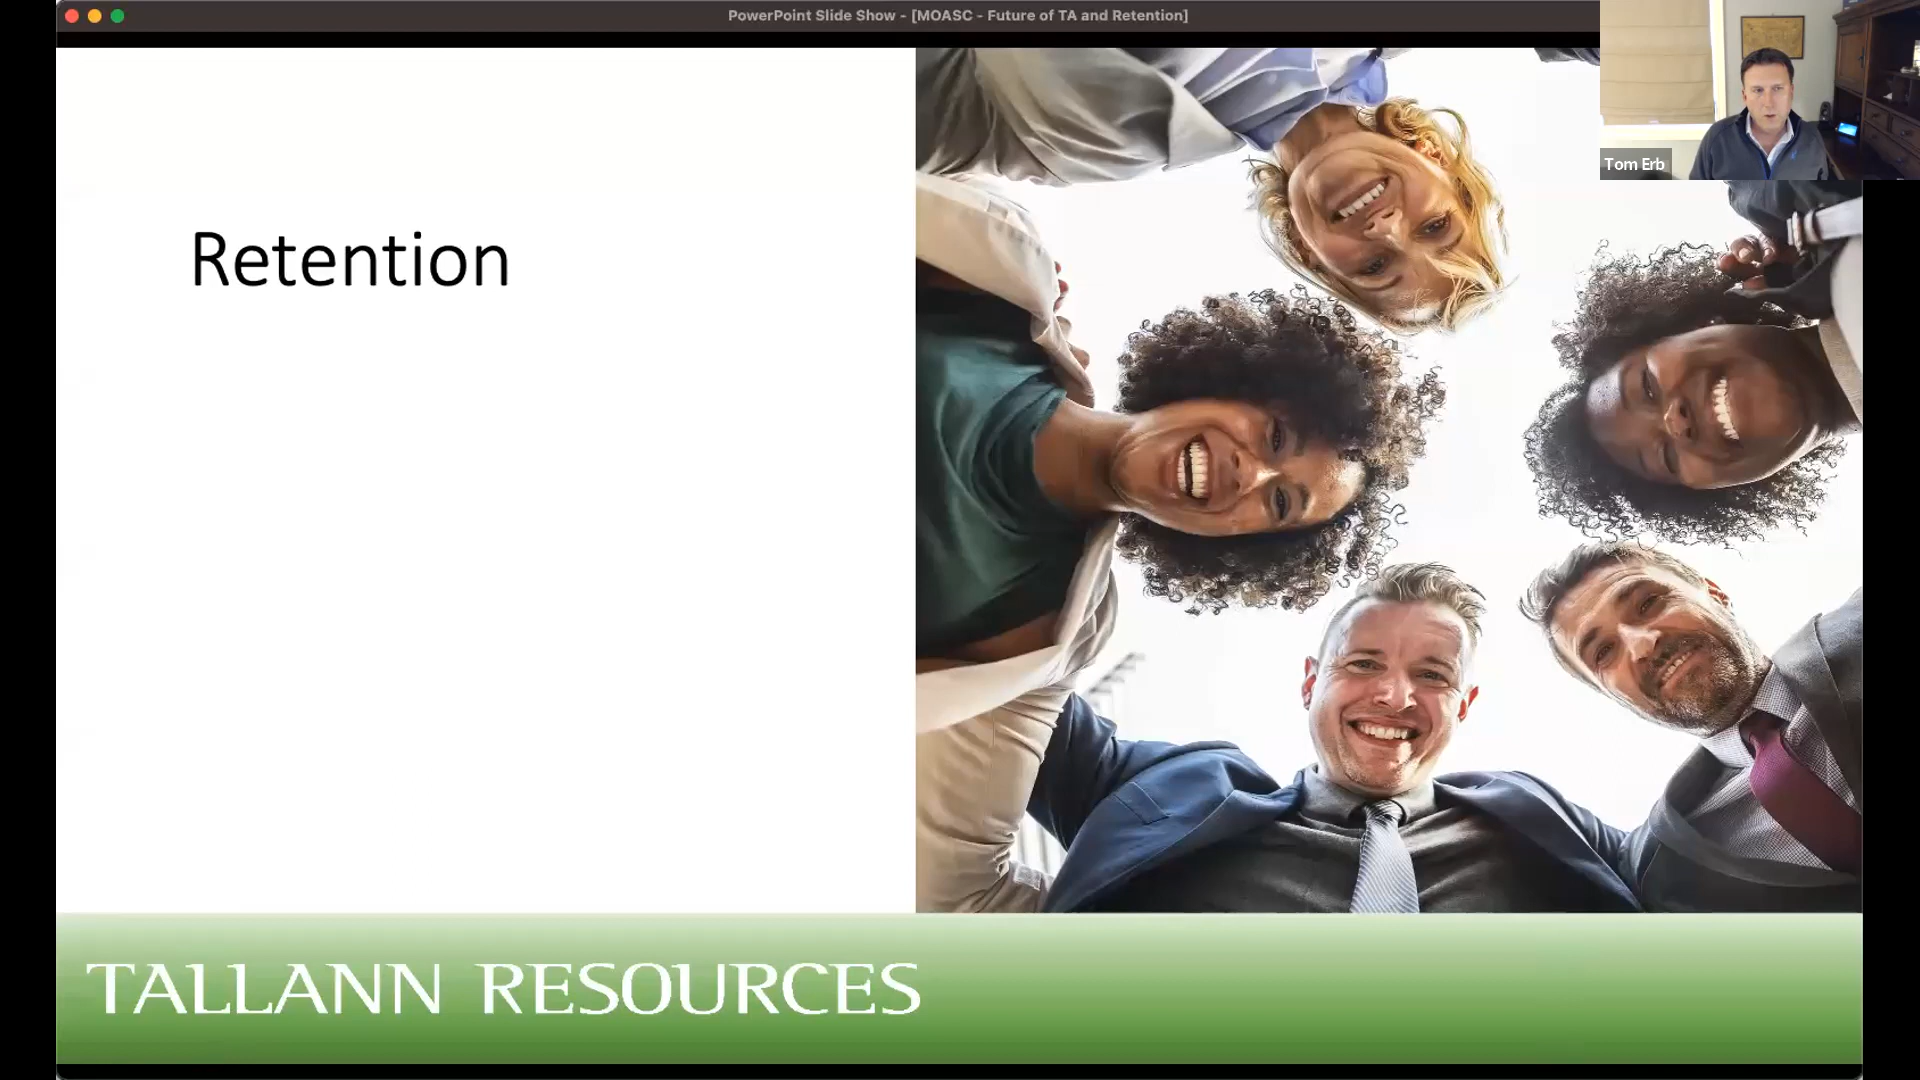 PowerPoint Slide Show - [MOASC - Future of TA and Retention]
Tom Erb
Retention
TALLANN RESOURCES